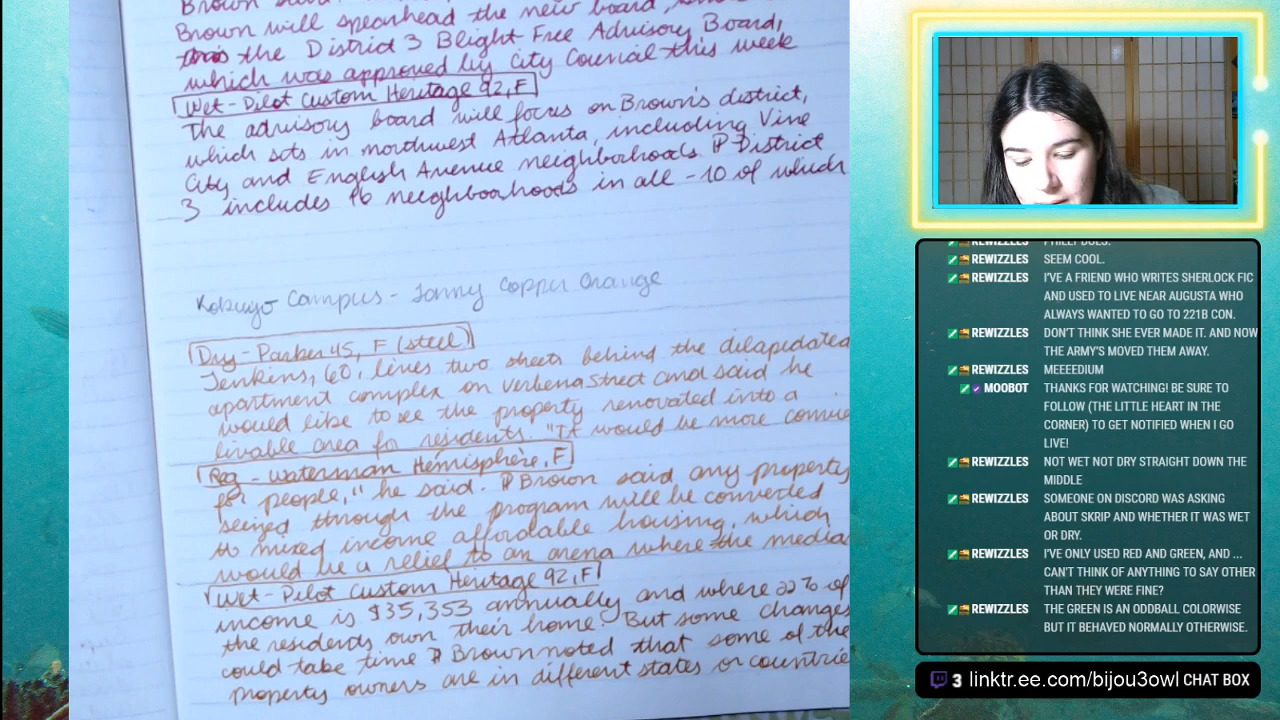 Brown will spearhead the new board,
the District 3 Blight Free Advisory Board,
which was approved by City Council this week
Wet - Pilot Custom Heritage 92, F
The advisory board will focus on Brown's district,
which sits in northwest Atlanta, including Vine
City and English Avenue neighborhoods. District
3 includes 16 neighborhoods in all - 10 of which
Kokuyo Campus - Copper Orange
Dry - Parker 45, F (steel)
Jenkins, 60, lives two streets behind the dilapidated
apartment complex on Verbena Street and said he
would like to see the property renovated into a
livable area for residents. "It would be more
Reg - Waterman Hémisphère, F
for people," he said. Brown said any property
seized through the program will be converted
to mixed income affordable housing, which
would be a relief to an area where the media
Wet - Pilot Custom Heritage 92, F
income is $35,353 annually and where 22% of
the residents own their home. But some changes
could take time Brown noted that some of the
property owners are in different states or countrie
REWIZZLES PHILLY DOES.
REWIZZLES SEEM COOL.
REWIZZLES I'VE A FRIEND WHO WRITES SHERLOCK FIC
AND USED TO LIVE NEAR AUGUSTA WHO
ALWAYS WANTED TO GO TO 221B CON.
REWIZZLES DON'T THINK SHE EVER MADE IT. AND NOW
THE ARMY'S MOVED THEM AWAY.
REWIZZLES MEEEEDIUM
MOOBOT THANKS FOR WATCHING! BE SURE TO
FOLLOW (THE LITTLE HEART IN THE
CORNER) TO GET NOTIFIED WHEN I GO
LIVE!
REWIZZLES NOT WET NOT DRY STRAIGHT DOWN THE
MIDDLE
REWIZZLES SOMEONE ON DISCORD WAS ASKING
ABOUT SKRIP AND WHETHER IT WAS WET
OR DRY.
REWIZZLES I'VE ONLY USED RED AND GREEN, AND ...
CAN'T THINK OF ANYTHING TO SAY OTHER
THAN THEY WERE FINE?
REWIZZLES THE GREEN IS AN ODDBALL COLORWISE
BUT IT BEHAVED NORMALLY OTHERWISE.
3 linktr.ee.com/bijou3owl CHAT BOX